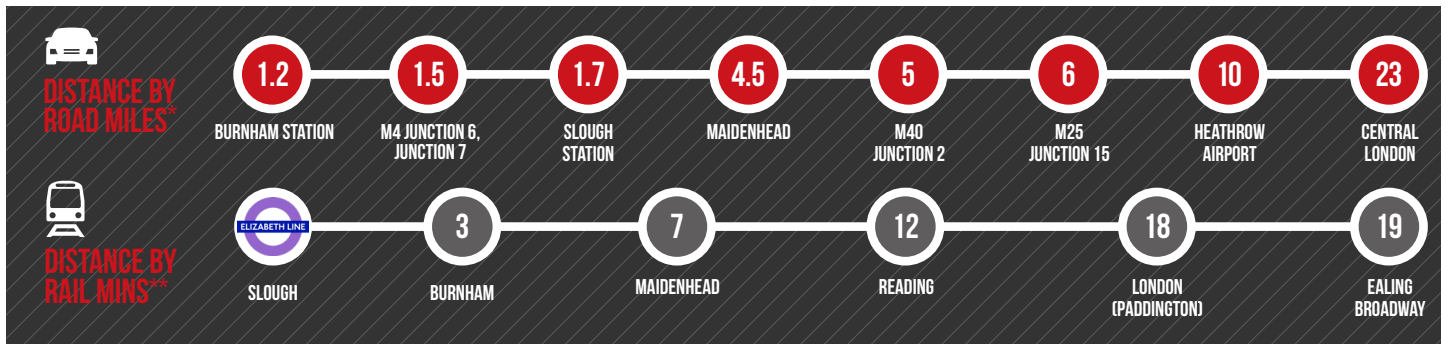 DISTANCE BY
ROAD MILES*
1.2
1.5
1.7
4.5
5
6
10
23
BURNHAM STATION
M4 JUNCTION 6,
JUNCTION 7
SLOUGH
STATION
MAIDENHEAD
M40
JUNCTION 2
M25
JUNCTION 15
HEATHROW
AIRPORT
CENTRAL
LONDON
DISTANCE BY
RAIL MINS**
ELIZABETH LINE
3
7
12
18
19
SLOUGH
BURNHAM
MAIDENHEAD
READING
LONDON
(PADDINGTON)
EALING
BROADWAY